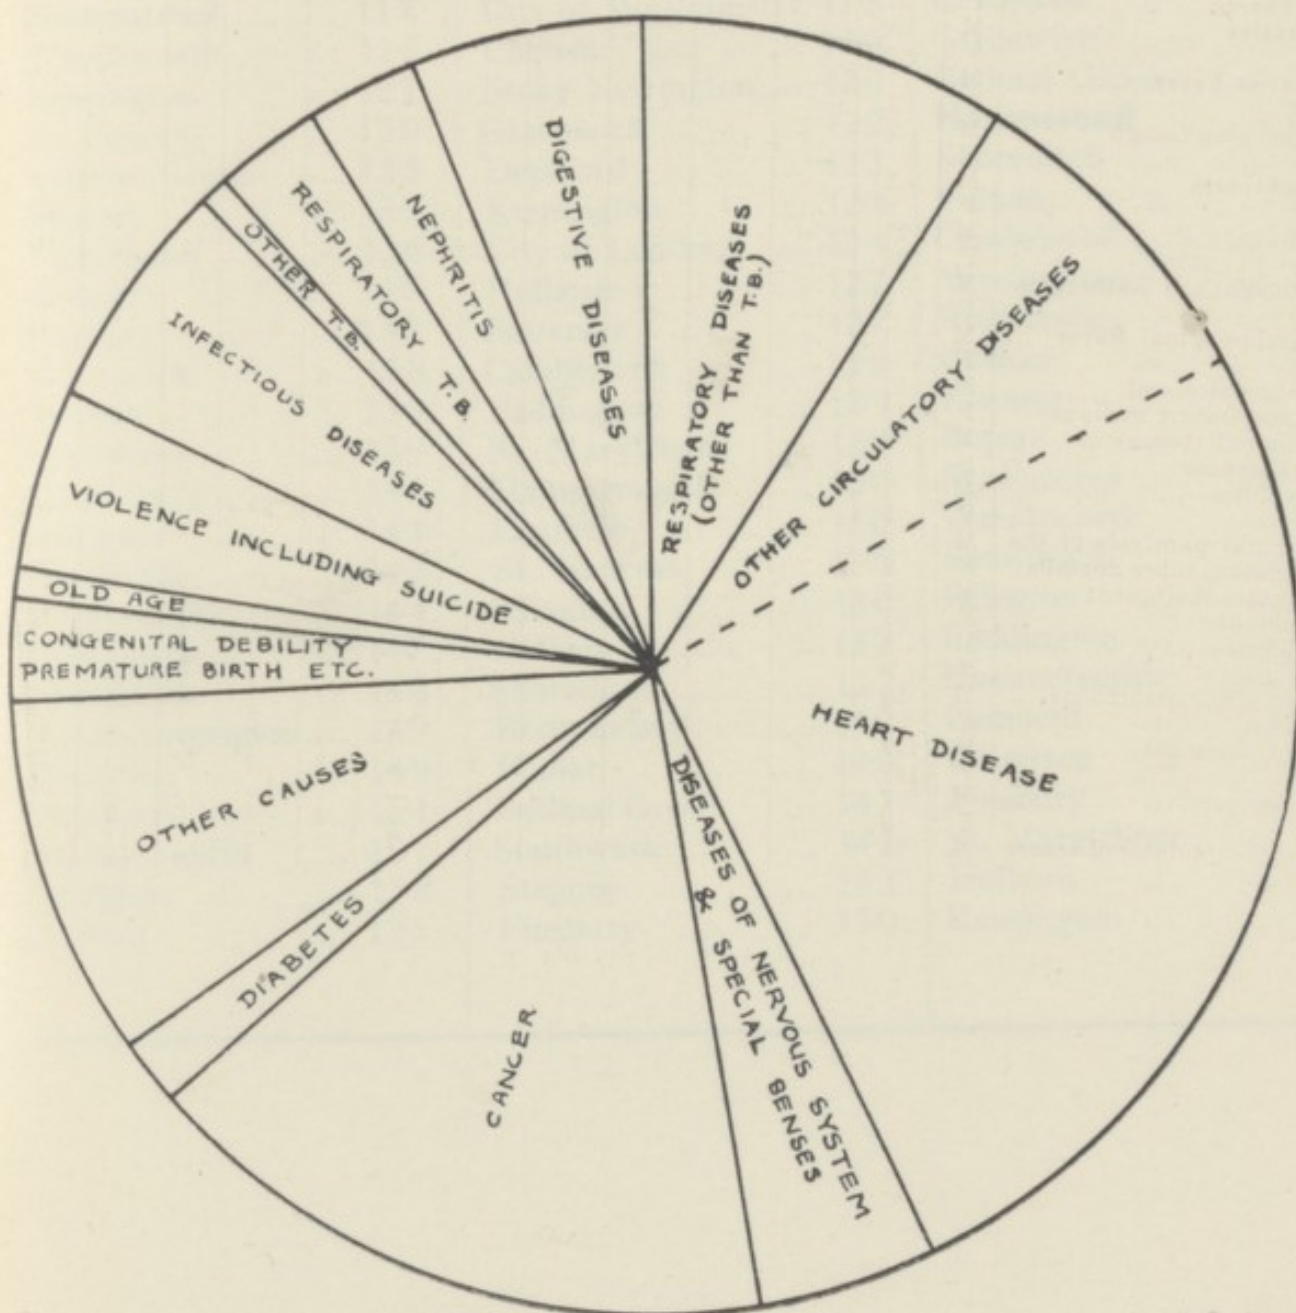 DIGESTIVE DISEASES
RESPIRATORY DISEASES
(OTHER THAN T.B.)
OTHER CIRCULATORY DISEASES
HEART DISEASE
DISEASES OF NERVOUS SYSTEM
& SPECIAL SENSES
CANCER
DIABETES
OTHER CAUSES
CONGENITAL DEBILITY
PREMATURE BIRTH ETC.
OLD AGE
VIOLENCE INCLUDING SUICIDE.
INFECTIOUS DISEASES
OTHER T.B.
RESPIRATORY T.B.
NEPHRITIS